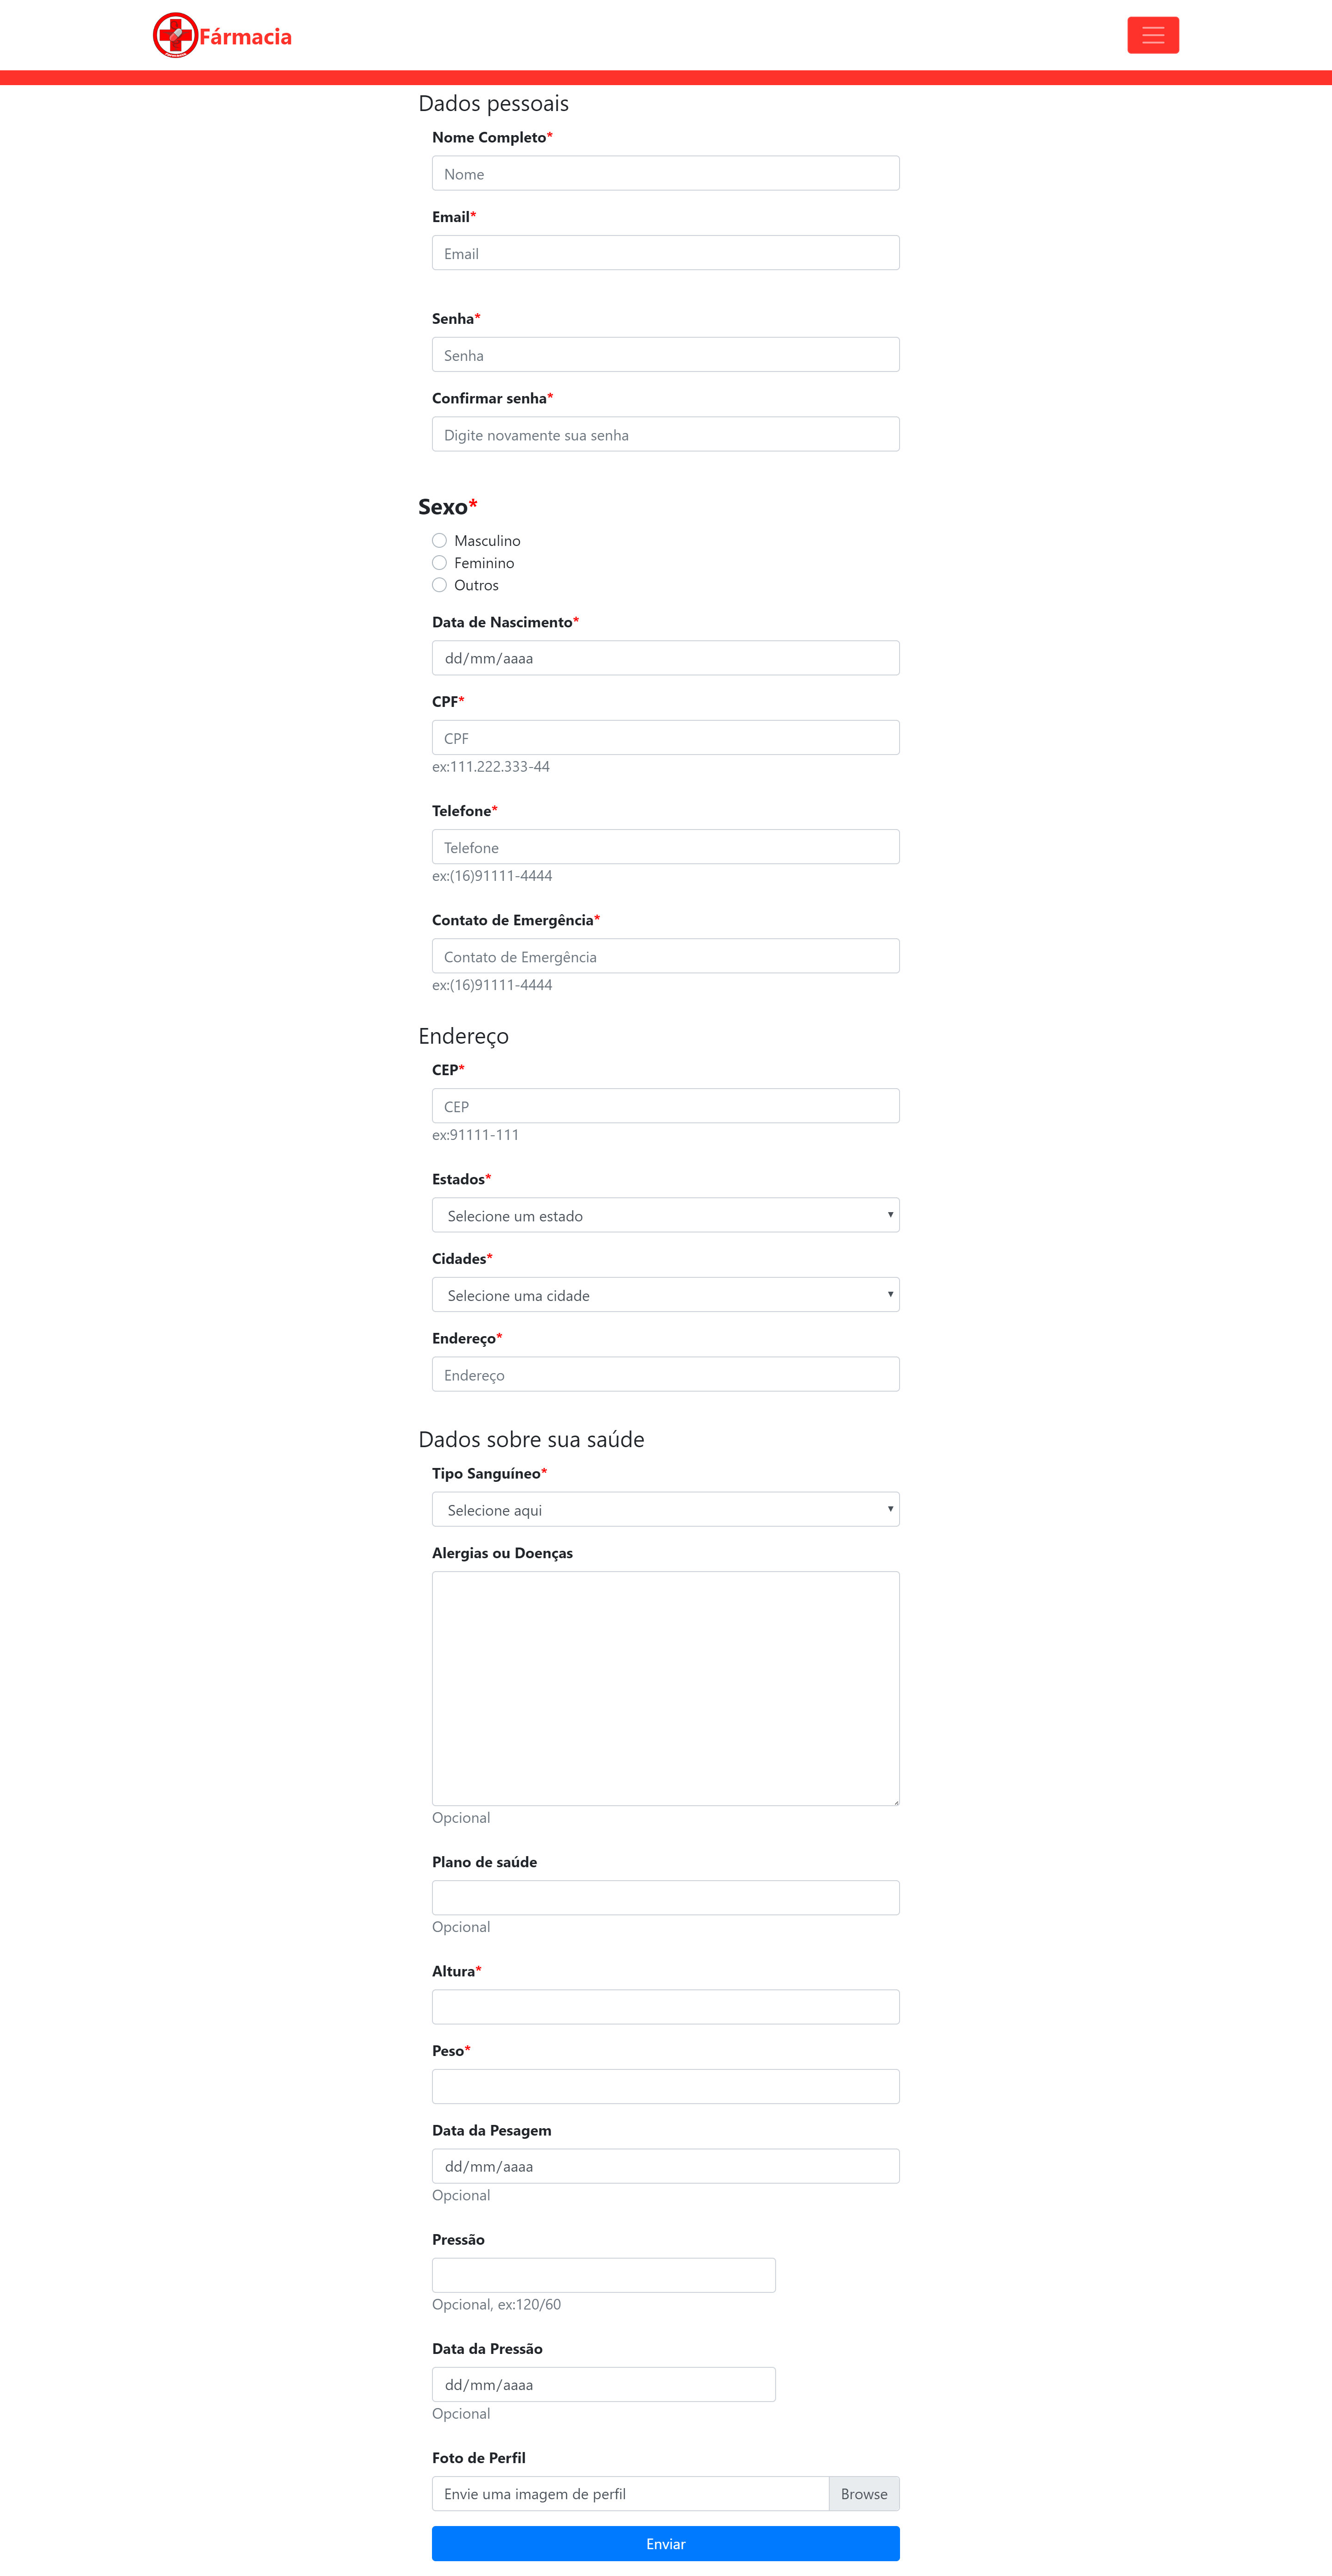 Fármacia
Dados pessoais
Nome Completo*
Nome
Email*
Email
Senha*
Senha
Confirmar senha*
Digite novamente sua senha
Sexo*
Masculino
Feminino
Outros
Data de Nascimento*
dd/mm/aaaa
CPF*
CPF
ex:111.222.333-44
Telefone*
Telefone
ex:(16)91111-4444
Contato de Emergência*
Contato de Emergência
ex:(16)91111-4444
Endereço
CEP*
CEP
ex:91111-111
Estados*
Selecione um estado
Cidades*
Selecione uma cidade
Endereço*
Endereço
Dados sobre sua saúde
Tipo Sanguíneo*
Selecione aqui
Alergias ou Doenças
Opcional
Plano de saúde
Opcional
Altura*
Peso*
Data da Pesagem
dd/mm/aaaa
Opcional
Pressão
Opcional, ex:120/60
Data da Pressão
dd/mm/aaaa
Opcional
Foto de Perfil
Envie uma imagem de perfil Browse
Enviar